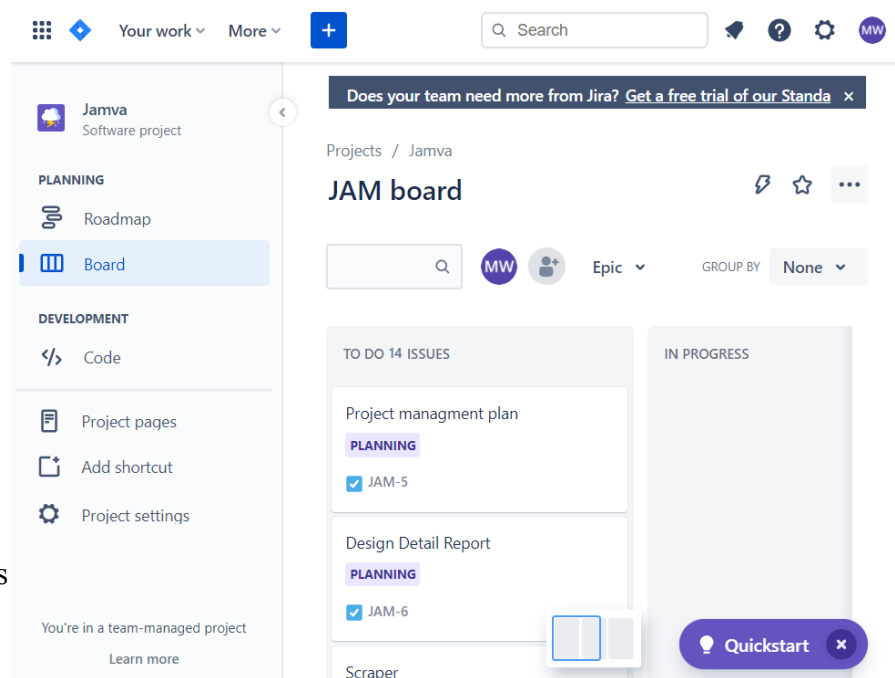 Your work
More
+
Search
?
MW
Jamva
Software project
PLANNING
Roadmap
Board
DEVELOPMENT
Code
Project pages
Add shortcut
Project settings
s
You're in a team-managed project
Learn more
Does your team need more from Jira? Get a free trial of our Standa ×
Projects / Jamva
JAM board
MW
Epic
GROUP BY
None
TO DO 14 ISSUES
IN PROGRESS
Project managment plan
PLANNING
JAM-5
Design Detail Report
PLANNING
JAM-6
Scraper
Quickstart ×